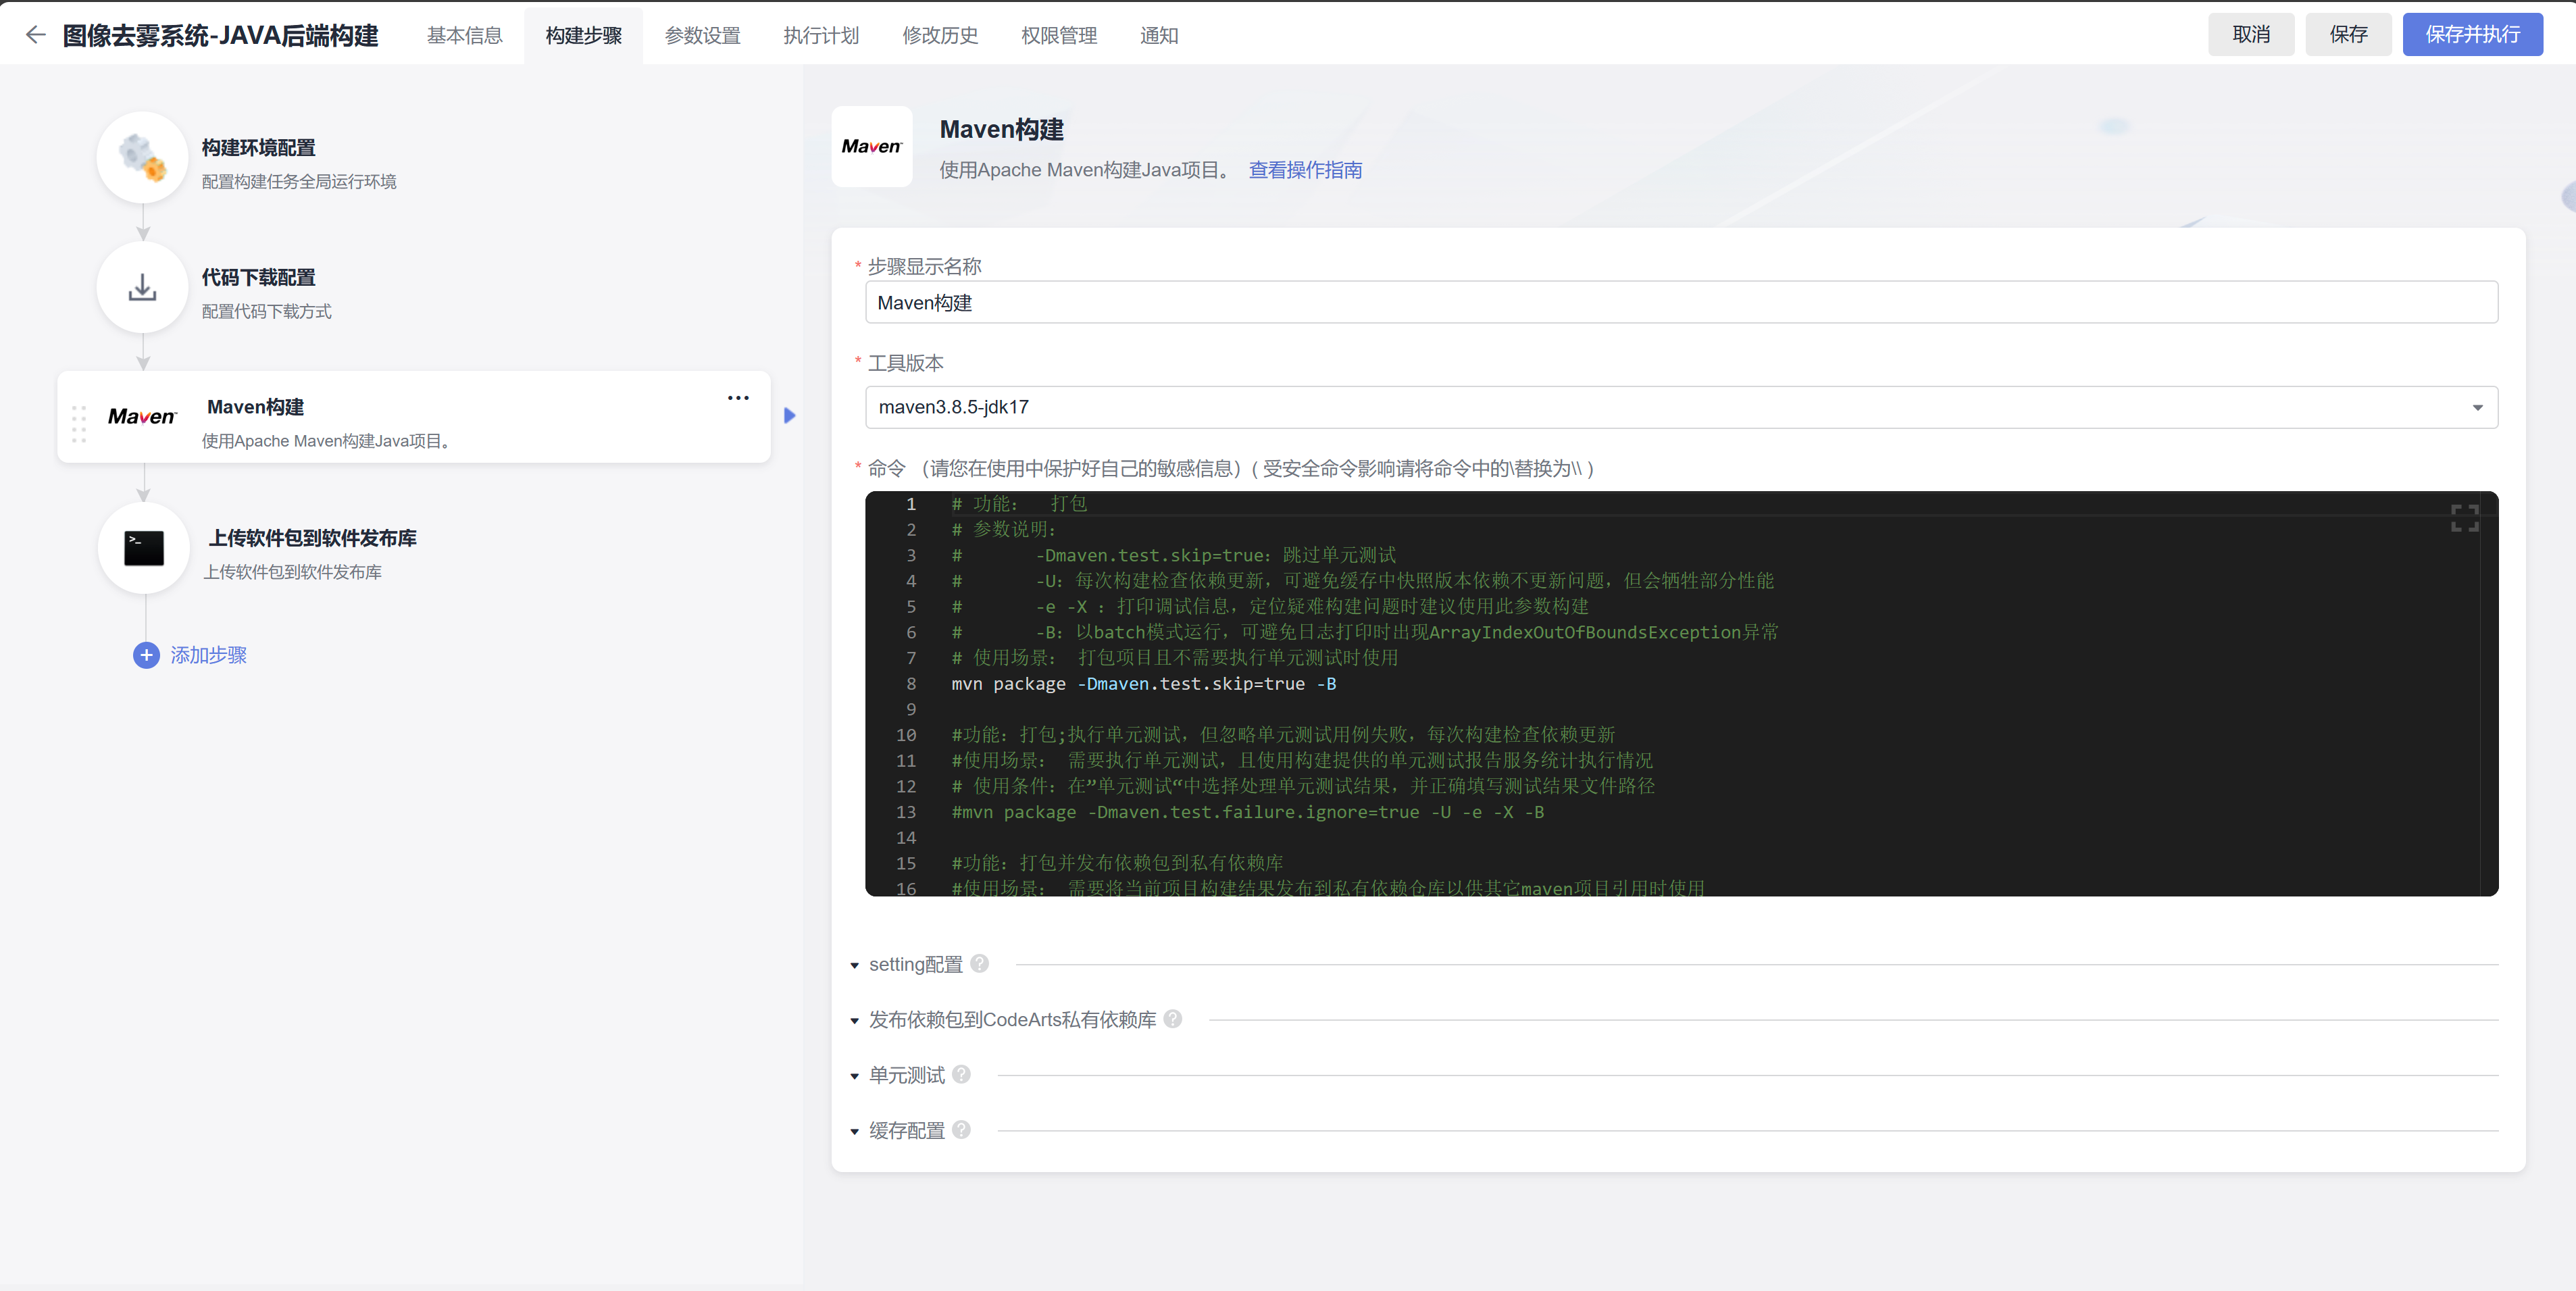 图像去雾系统-JAVA后端构建 基本信息 构建步骤 参数设置 执行计划 修改历史 权限管理 通知 取消 保存 保存并执行
构建环境配置
配置构建任务全局运行环境
代码下载配置
配置代码下载方式
Maven
Maven构建
使用Apache Maven构建Java项目。
>_
上传软件包到软件发布库
上传软件包到软件发布库
添加步骤
Maven
Maven构建
使用Apache Maven构建Java项目。 查看操作指南
* 步骤显示名称
Maven构建
* 工具版本
maven3.8.5-jdk17
* 命令 （请您在使用中保护好自己的敏感信息）( 受安全命令影响请将命令中的\替换为\\ )
1 # 功能： 打包
2 # 参数说明：
3 # -Dmaven.test.skip=true：跳过单元测试
4 # -U：每次构建检查依赖更新，可避免缓存中快照版本依赖不更新问题，但会牺牲部分性能
5 # -e -X ：打印调试信息，定位疑难构建问题时建议使用此参数构建
6 # -B：以batch模式运行，可避免日志打印时出现ArrayIndexOutOfBoundsException异常
7 # 使用场景： 打包项目且不需要执行单元测试时使用
8 mvn package -Dmaven.test.skip=true -B
9
10 #功能：打包;执行单元测试，但忽略单元测试用例失败，每次构建检查依赖更新
11 #使用场景： 需要执行单元测试，且使用构建提供的单元测试报告服务统计执行情况
12 # 使用条件：在”单元测试“中选择处理单元测试结果，并正确填写测试结果文件路径
13 #mvn package -Dmaven.test.failure.ignore=true -U -e -X -B
14
15 #功能：打包并发布依赖包到私有依赖库
16 #使用场景： 需要将当前项目构建结果发布到私有依赖仓库以供其它maven项目引用时使用
setting配置
发布依赖包到CodeArts私有依赖库
单元测试
缓存配置